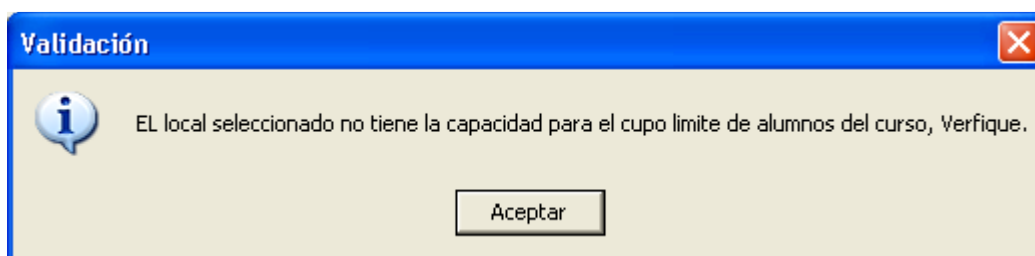 Validación
EL local seleccionado no tiene la capacidad para el cupo limite de alumnos del curso, Verfique.
Aceptar